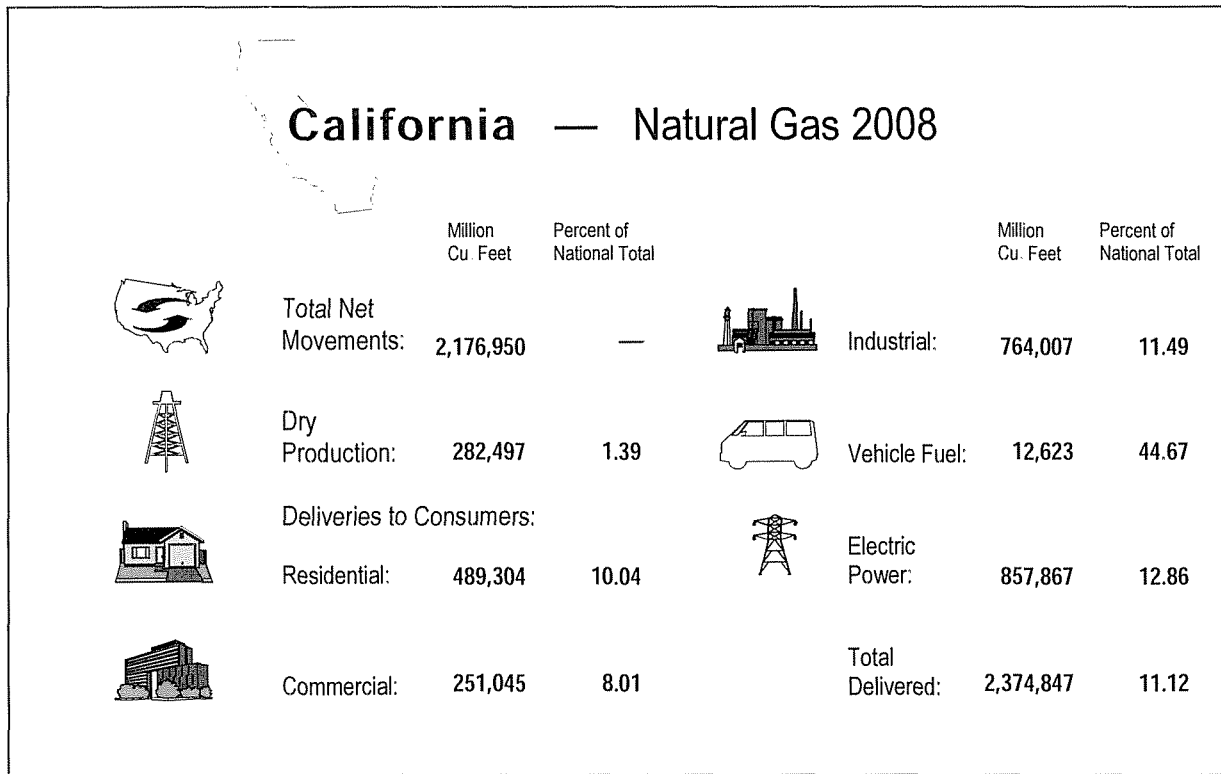 California — Natural Gas 2008
Million Cu. Feet
Percent of National Total
Total Net
Movements: 2,176,950 —
Dry
Production: 282,497 1.39
Deliveries to Consumers:
Residential: 489,304 10.04
Commercial: 251,045 8.01
Million Cu. Feet
Percent of National Total
Industrial: 764,007 11.49
Vehicle Fuel: 12,623 44.67
Electric
Power: 857,867 12.86
Total
Delivered: 2,374,847 11.12